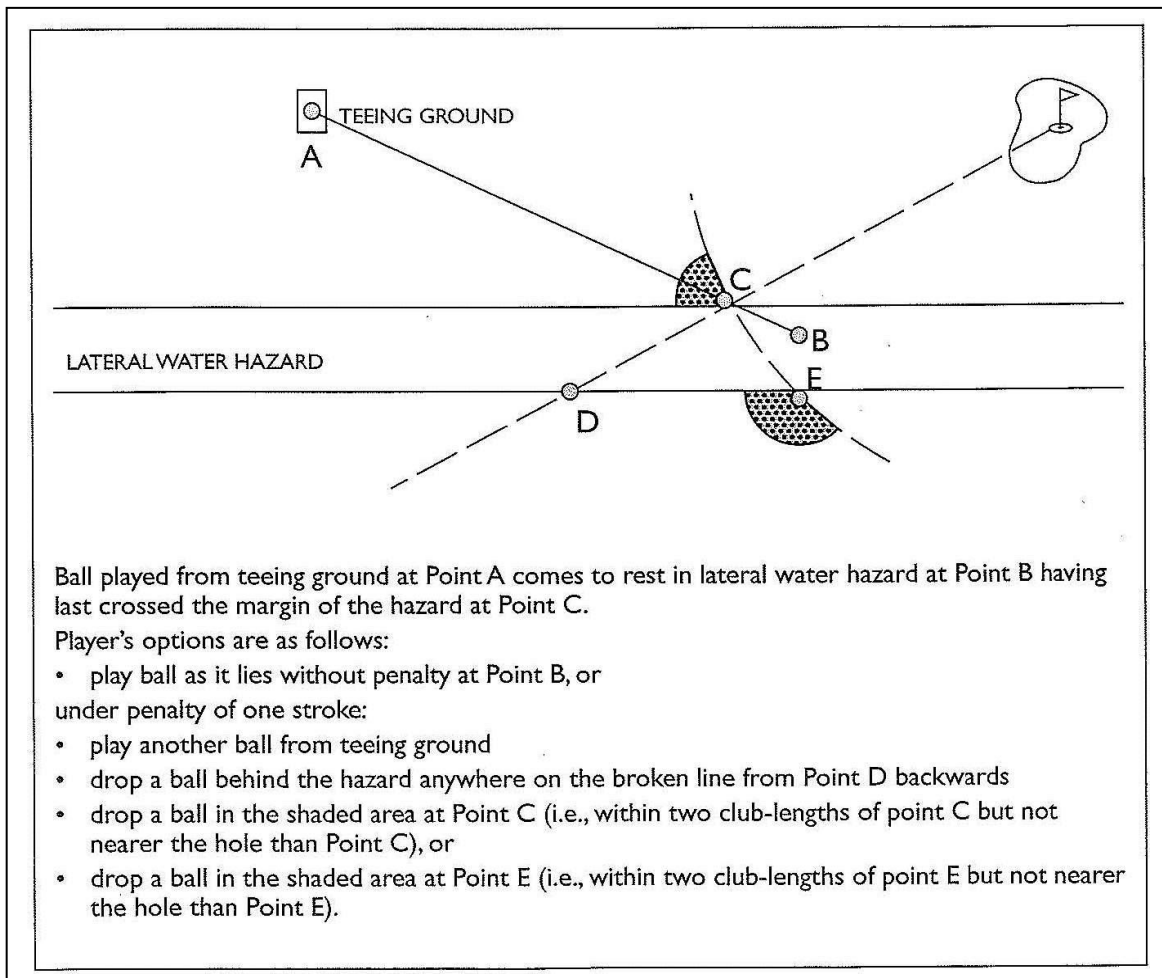 TEEING GROUND
A
C
B
LATERAL WATER HAZARD
E
D
Ball played from teeing ground at Point A comes to rest in lateral water hazard at Point B having
last crossed the margin of the hazard at Point C.
Player's options are as follows:
• play ball as it lies without penalty at Point B, or
under penalty of one stroke:
• play another ball from teeing ground
• drop a ball behind the hazard anywhere on the broken line from Point D backwards
• drop a ball in the shaded area at Point C (i.e., within two club-lengths of point C but not
nearer the hole than Point C), or
• drop a ball in the shaded area at Point E (i.e., within two club-lengths of point E but not nearer
the hole than Point E).